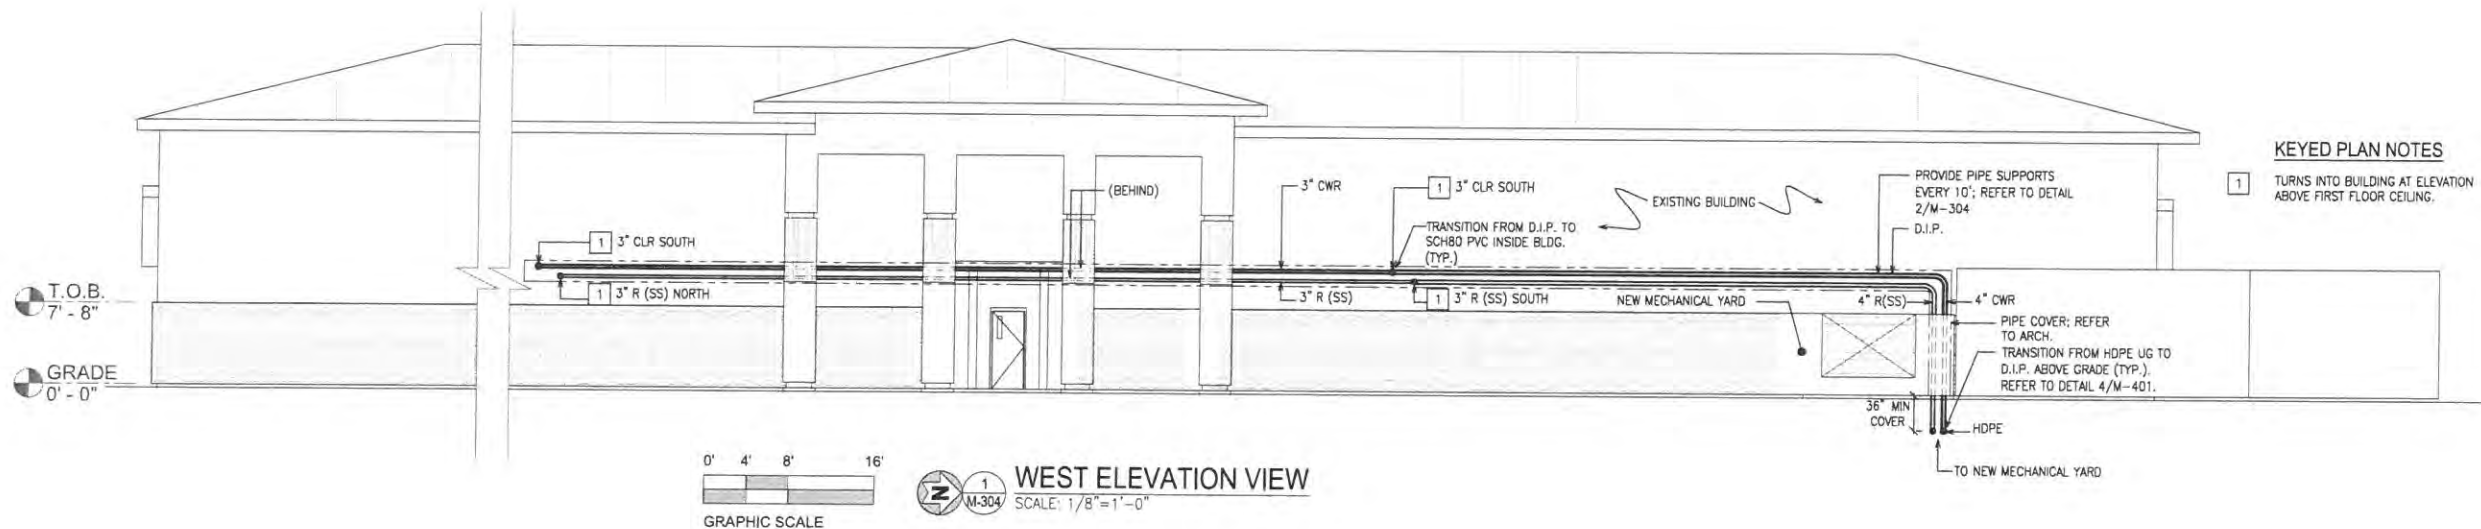 KEYED PLAN NOTES
1 TURNS INTO BUILDING AT ELEVATION
ABOVE FIRST FLOOR CEILING.
PROVIDE PIPE SUPPORTS
EVERY 10'; REFER TO DETAIL
2/M-304
D.I.P.
(BEHIND)
3" CWR
1 3" CLR SOUTH
EXISTING BUILDING
TRANSITION FROM D.I.P. TO
SCH80 PVC INSIDE BLDG.
(TYP.)
1 3" CLR SOUTH
1 3" R (SS) NORTH
3" R (SS)
1 3" R (SS) SOUTH
NEW MECHANICAL YARD
4" R(SS)
4" CWR
T.O.B.
7' - 8"
PIPE COVER; REFER
TO ARCH.
TRANSITION FROM HDPE UG TO
D.I.P. ABOVE GRADE (TYP.).
REFER TO DETAIL 4/M-401.
GRADE
0' - 0"
36" MIN
COVER
HDPE
TO NEW MECHANICAL YARD
0' 4' 8' 16'
GRAPHIC SCALE
N
1
M-304
WEST ELEVATION VIEW
SCALE: 1/8"=1'-0"